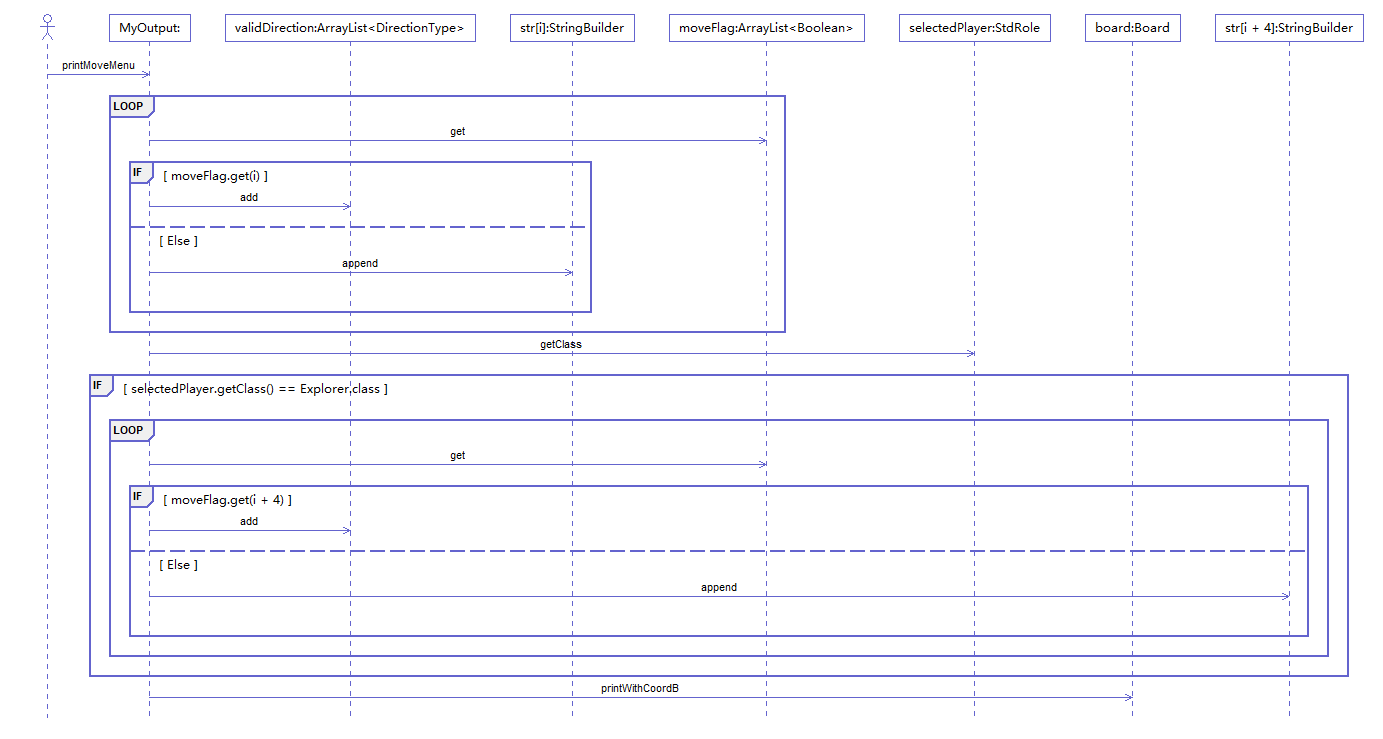 MyOutput:
validDirection:ArrayList<DirectionType>
str[i]:StringBuilder
moveFlag:ArrayList<Boolean>
selectedPlayer:StdRole
board:Board
str[i + 4]:StringBuilder
printMoveMenu
LOOP
get
IF
[ moveFlag.get(i) ]
add
[ Else ]
append
getClass
IF
[ selectedPlayer.getClass() == Explorer.class ]
LOOP
get
IF
[ moveFlag.get(i + 4) ]
add
[ Else ]
append
printWithCoordB